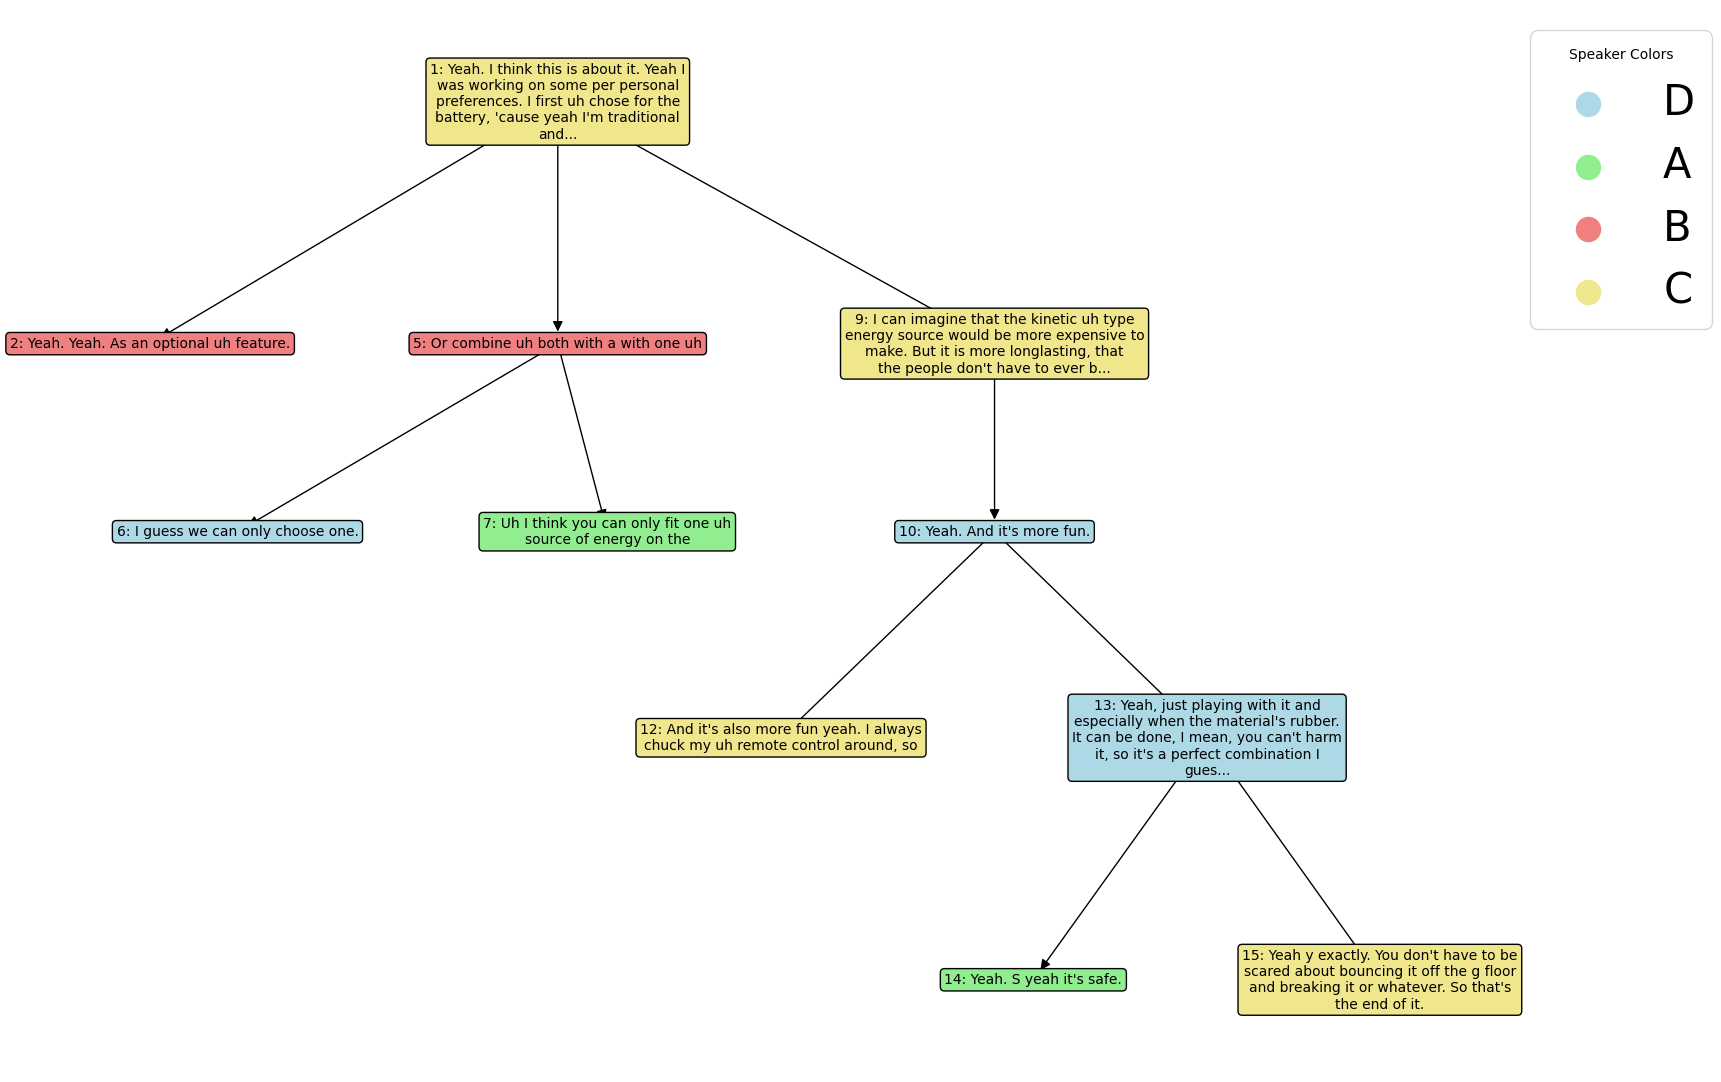 1: Yeah. I think this is about it. Yeah I
was working on some per personal
preferences. I first uh chose for the
battery, 'cause yeah I'm traditional
and...
Speaker Colors
D
A
B
C
2: Yeah. Yeah. As an optional uh feature.
5: Or combine uh both with a with one uh
9: I can imagine that the kinetic uh type
energy source would be more expensive to
make. But it is more longlasting, that
the people don't have to ever b...
6: I guess we can only choose one.
7: Uh I think you can only fit one uh
source of energy on the
10: Yeah. And it's more fun.
12: And it's also more fun yeah. I always
chuck my uh remote control around, so
13: Yeah, just playing with it and
especially when the material's rubber.
It can be done, I mean, you can't harm
it, so it's a perfect combination I
gues...
14: Yeah. S yeah it's safe.
15: Yeah y exactly. You don't have to be
scared about bouncing it off the g floor
and breaking it or whatever. So that's
the end of it.